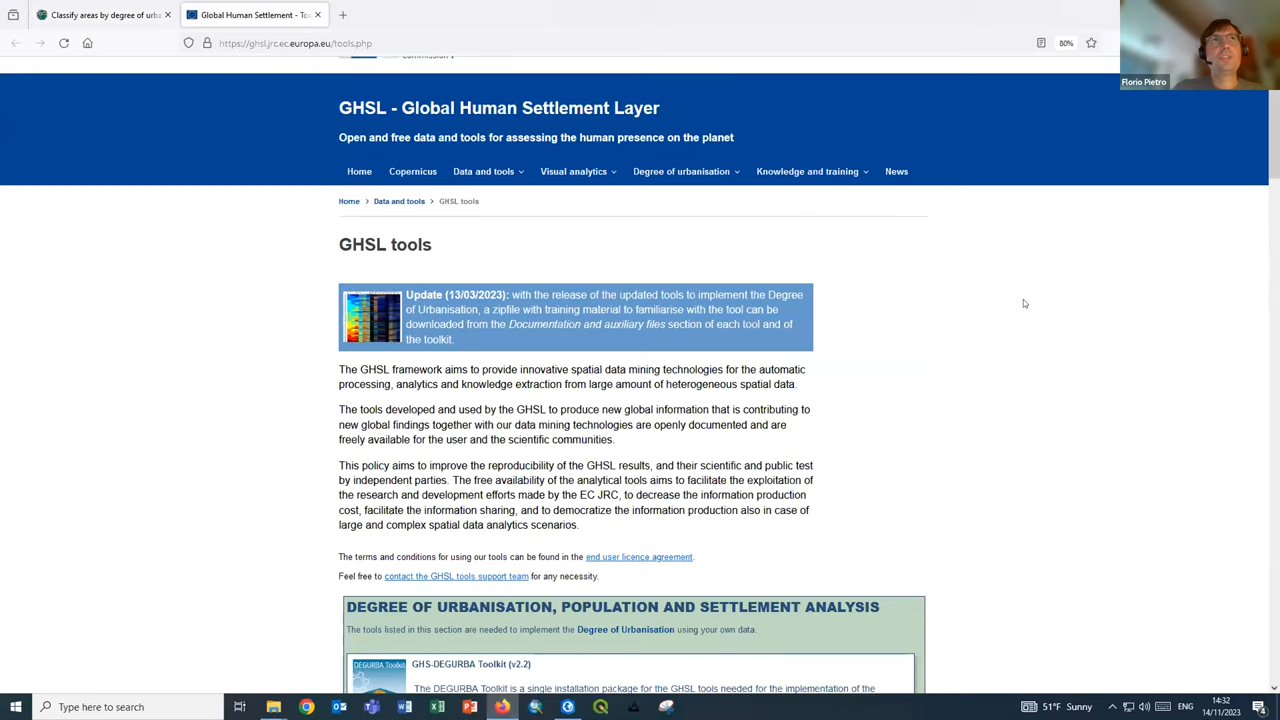 Classify areas by degree of urba
Global Human Settlement - Too
https://ghsl.jrc.ec.europa.eu/tools.php
80%
Florio Pietro
GHSL - Global Human Settlement Layer
Open and free data and tools for assessing the human presence on the planet
Home Copernicus Data and tools Visual analytics Degree of urbanisation Knowledge and training News
Home > Data and tools > GHSL tools
GHSL tools
Update (13/03/2023): with the release of the updated tools to implement the Degree
of Urbanisation, a zipfile with training material to familiarise with the tool can be
downloaded from the Documentation and auxiliary files section of each tool and of
the toolkit.
The GHSL framework aims to provide innovative spatial data mining technologies for the automatic
processing, analytics and knowledge extraction from large amount of heterogeneous spatial data.
The tools developed and used by the GHSL to produce new global information that is contributing to
new global findings together with our data mining technologies are openly documented and are
freely available for the user and the scientific communities.
This policy aims to improve the reproducibility of the GHSL results, and their scientific and public test
by independent parties. The free availability of the analytical tools aims to facilitate the exploitation of
the research and development efforts made by the EC JRC, to decrease the information production
cost, facilitate the information sharing, and to democratize the information production also in case of
large and complex spatial data analytics scenarios.
The terms and conditions for using our tools can be found in the end user licence agreement.
Feel free to contact the GHSL tools support team for any necessity.
DEGREE OF URBANISATION, POPULATION AND SETTLEMENT ANALYSIS
The tools listed in this section are needed to implement the Degree of Urbanisation using your own data.
DEGURBA Toolkit
GHS-DEGURBA Toolkit (v2.2)
The DEGURBA Toolkit is a single installation package for the GHSL tools needed for the implementation of the
Type here to search
51°F Sunny
14:32
14/11/2023
4